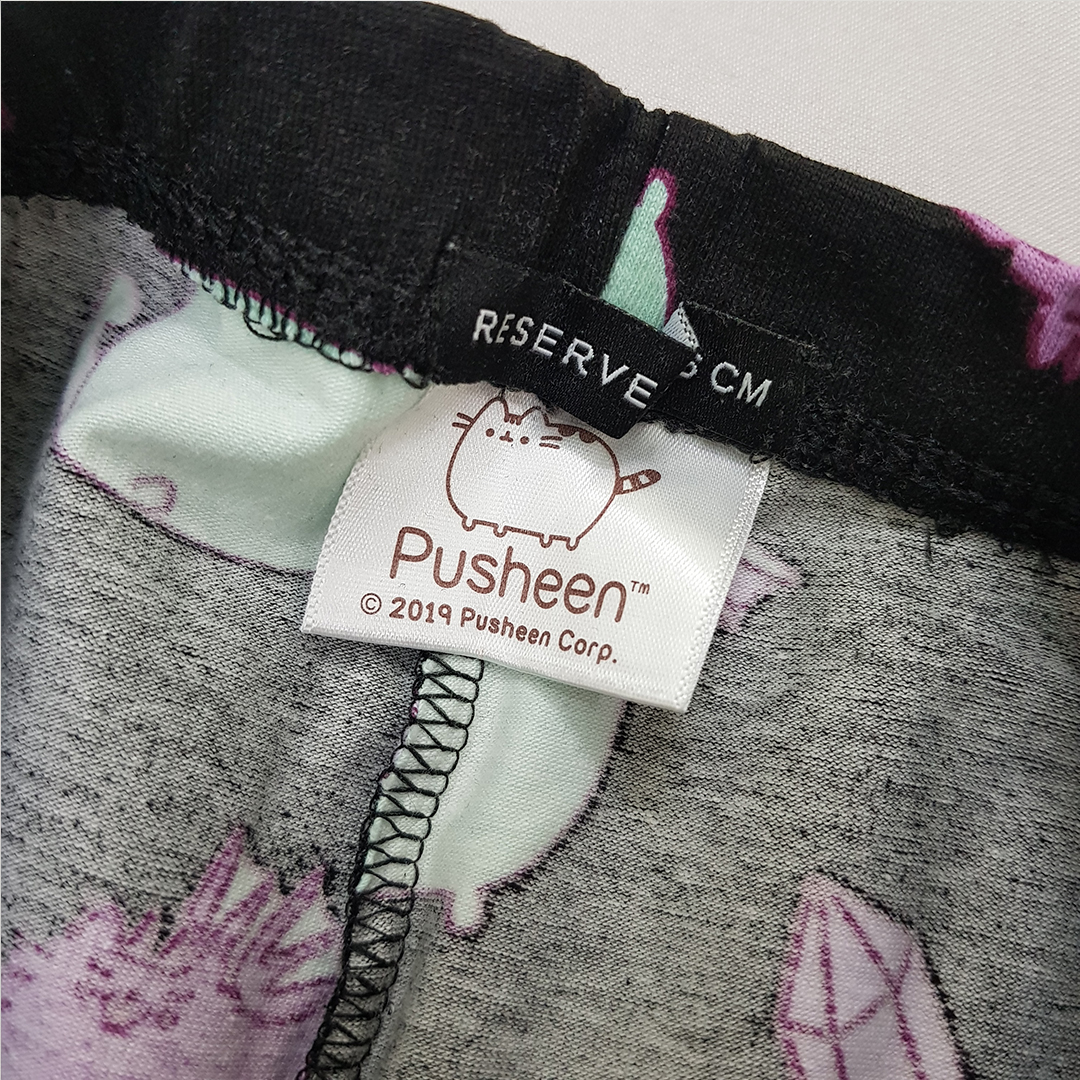 RESERVE
CM
Pusheen™
© 2019 Pusheen Corp.